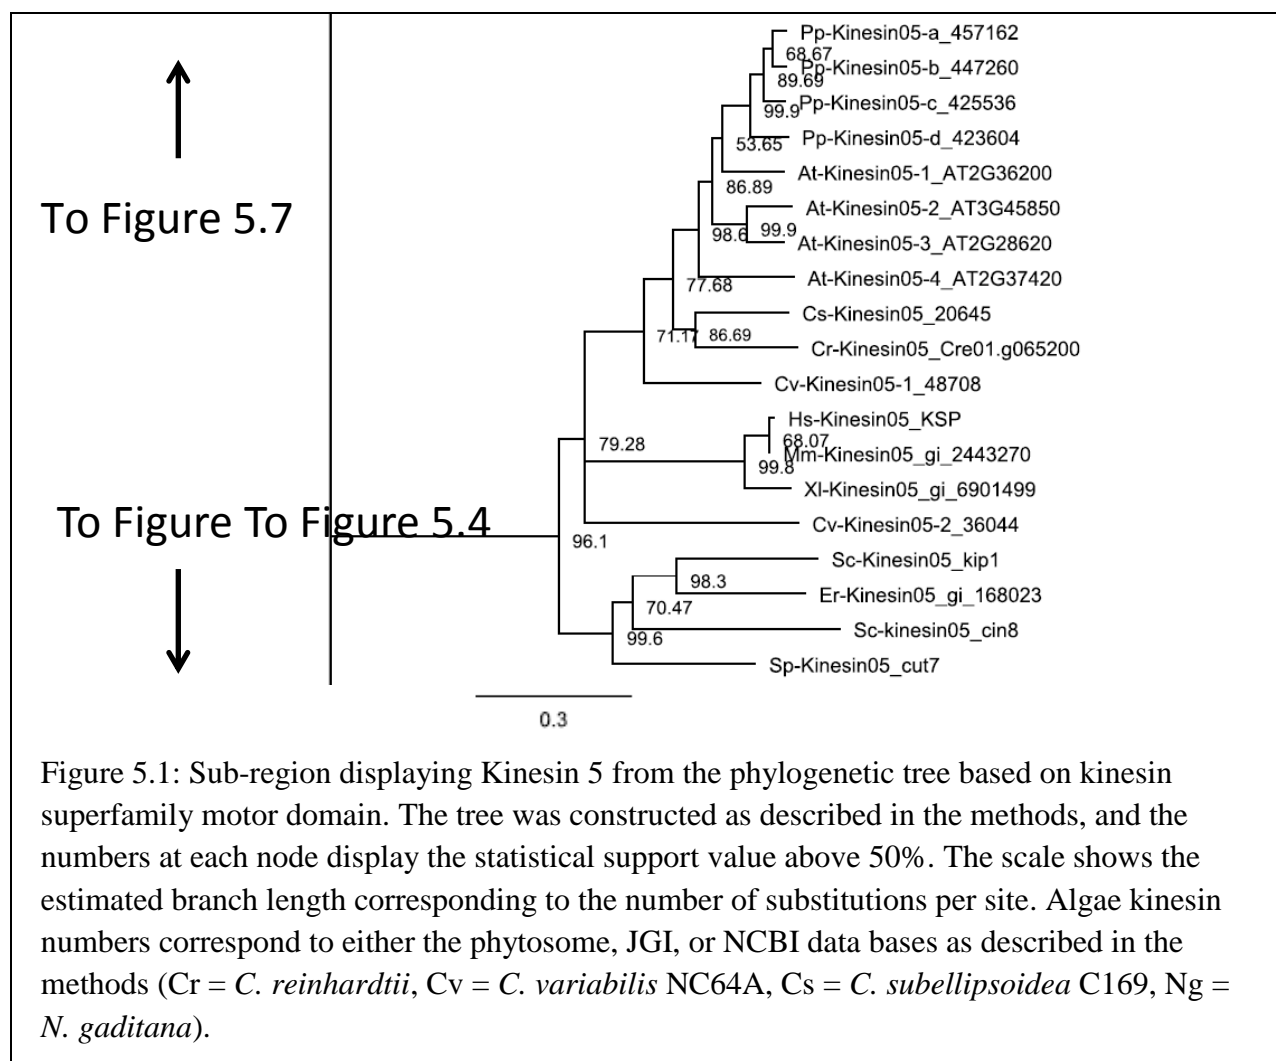 Pp-Kinesin05-a_457162
68.67
Pp-Kinesin05-b_447260
89.69
Pp-Kinesin05-c_425536
99.9
Pp-Kinesin05-d_423604
53.65
At-Kinesin05-1_AT2G36200
86.89
At-Kinesin05-2_AT3G45850
99.9
98.6
At-Kinesin05-3_AT2G28620
At-Kinesin05-4_AT2G37420
77.68
Cs-Kinesin05_20645
71.17
86.69
Cr-Kinesin05_Cre01.g065200
Cv-Kinesin05-1_48708
Hs-Kinesin05_KSP
79.28
68.07
Mm-Kinesin05_gi_2443270
99.8
Xl-Kinesin05_gi_6901499
Cv-Kinesin05-2_36044
96.1
Sc-Kinesin05_kip1
98.3
Er-Kinesin05_gi_168023
70.47
Sc-kinesin05_cin8
99.6
Sp-Kinesin05_cut7
0.3
To Figure 5.7
To Figure To Figure 5.4
Figure 5.1: Sub-region displaying Kinesin 5 from the phylogenetic tree based on kinesin
superfamily motor domain. The tree was constructed as described in the methods, and the
numbers at each node display the statistical support value above 50%. The scale shows the
estimated branch length corresponding to the number of substitutions per site. Algae kinesin
numbers correspond to either the phytosome, JGI, or NCBI data bases as described in the
methods (Cr = C. reinhardtii, Cv = C. variabilis NC64A, Cs = C. subellipsoidea C169, Ng =
N. gaditana).